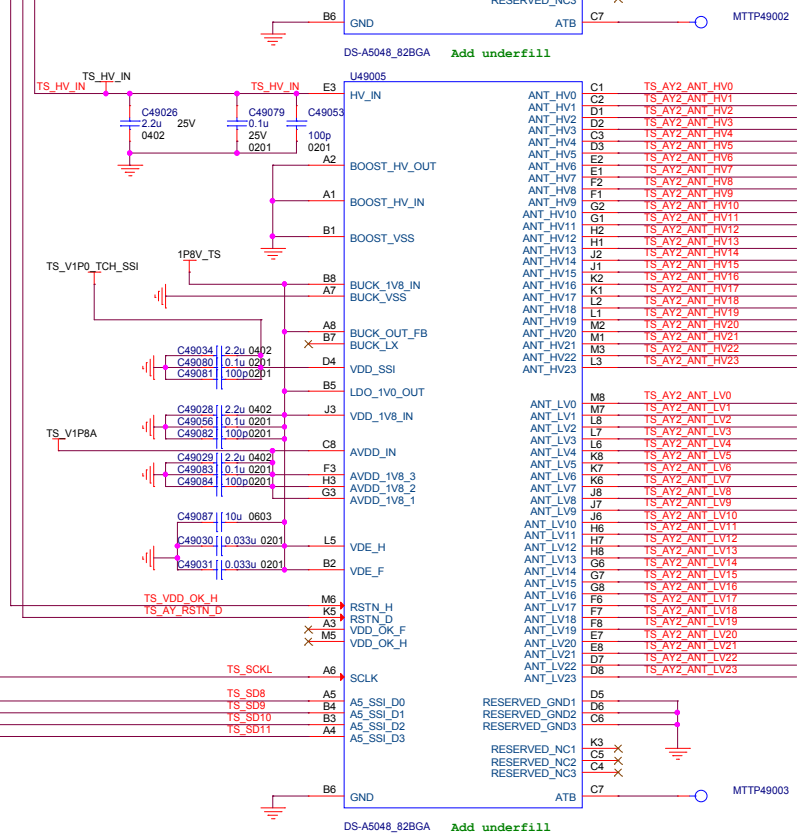 RESERVED_NC3
B6 GND ATB C7 MTTP49002
DS-A5048_82BGA Add underfill
U49005
TS_HV_IN TS_HV_IN TS_HV_IN E3 HV_IN
C49026 2.2u 25V 0402
C49079 0.1u 25V 0201
C49053 100p 0201
A2 BOOST_HV_OUT
A1 BOOST_HV_IN
B1 BOOST_VSS
TS_V1P0_TCH_SSI 1P8V_TS
B8 BUCK_1V8_IN
A7 BUCK_VSS
A8 BUCK_OUT_FB
B7 BUCK_LX
C49034 2.2u 0402
C49080 0.1u 0201
C49081 100p 0201
D4 VDD_SSI
B5 LDO_1V0_OUT
C49028 2.2u 0402
C49056 0.1u 0201
C49082 100p 0201
J3 VDD_1V8_IN
TS_V1P8A
C8 AVDD_IN
C49029 2.2u 0402
C49083 0.1u 0201
C49084 100p 0201
F3 AVDD_1V8_3
H3 AVDD_1V8_2
G3 AVDD_1V8_1
C49087 10u 0603
C49030 0.033u 0201
C49031 0.033u 0201
L5 VDE_H
B2 VDE_F
TS_VDD_OK_H M6 RSTN_H
TS_AY_RSTN_D K5 RSTN_D
A3 VDD_OK_F
M5 VDD_OK_H
TS_SCKL A6 SCLK
TS_SD8 A5 A5_SSI_D0
TS_SD9 B4 A5_SSI_D1
TS_SD10 B3 A5_SSI_D2
TS_SD11 A4 A5_SSI_D3
B6 GND
ANT_HV0 C1 TS_AY2_ANT_HV0
ANT_HV1 C2 TS_AY2_ANT_HV1
ANT_HV2 D1 TS_AY2_ANT_HV2
ANT_HV3 D2 TS_AY2_ANT_HV3
ANT_HV4 C3 TS_AY2_ANT_HV4
ANT_HV5 D3 TS_AY2_ANT_HV5
ANT_HV6 E2 TS_AY2_ANT_HV6
ANT_HV7 E1 TS_AY2_ANT_HV7
ANT_HV8 F2 TS_AY2_ANT_HV8
ANT_HV9 F1 TS_AY2_ANT_HV9
ANT_HV10 G2 TS_AY2_ANT_HV10
ANT_HV11 G1 TS_AY2_ANT_HV11
ANT_HV12 H2 TS_AY2_ANT_HV12
ANT_HV13 H1 TS_AY2_ANT_HV13
ANT_HV14 J2 TS_AY2_ANT_HV14
ANT_HV15 J1 TS_AY2_ANT_HV15
ANT_HV16 K2 TS_AY2_ANT_HV16
ANT_HV17 K1 TS_AY2_ANT_HV17
ANT_HV18 L2 TS_AY2_ANT_HV18
ANT_HV19 L1 TS_AY2_ANT_HV19
ANT_HV20 M2 TS_AY2_ANT_HV20
ANT_HV21 M1 TS_AY2_ANT_HV21
ANT_HV22 M3 TS_AY2_ANT_HV22
ANT_HV23 L3 TS_AY2_ANT_HV23
ANT_LV0 M8 TS_AY2_ANT_LV0
ANT_LV1 M7 TS_AY2_ANT_LV1
ANT_LV2 L8 TS_AY2_ANT_LV2
ANT_LV3 L7 TS_AY2_ANT_LV3
ANT_LV4 L6 TS_AY2_ANT_LV4
ANT_LV5 K8 TS_AY2_ANT_LV5
ANT_LV6 K7 TS_AY2_ANT_LV6
ANT_LV7 K6 TS_AY2_ANT_LV7
ANT_LV8 J8 TS_AY2_ANT_LV8
ANT_LV9 J7 TS_AY2_ANT_LV9
ANT_LV10 J6 TS_AY2_ANT_LV10
ANT_LV11 H6 TS_AY2_ANT_LV11
ANT_LV12 H7 TS_AY2_ANT_LV12
ANT_LV13 H8 TS_AY2_ANT_LV13
ANT_LV14 G6 TS_AY2_ANT_LV14
ANT_LV15 G7 TS_AY2_ANT_LV15
ANT_LV16 G8 TS_AY2_ANT_LV16
ANT_LV17 F6 TS_AY2_ANT_LV17
ANT_LV18 F7 TS_AY2_ANT_LV18
ANT_LV19 F8 TS_AY2_ANT_LV19
ANT_LV20 E7 TS_AY2_ANT_LV20
ANT_LV21 E8 TS_AY2_ANT_LV21
ANT_LV22 D7 TS_AY2_ANT_LV22
ANT_LV23 D8 TS_AY2_ANT_LV23
RESERVED_GND1 D5
RESERVED_GND2 D6
RESERVED_GND3 C6
RESERVED_NC1 K3
RESERVED_NC2 C5
RESERVED_NC3 C4
ATB C7 MTTP49003
DS-A5048_82BGA Add underfill